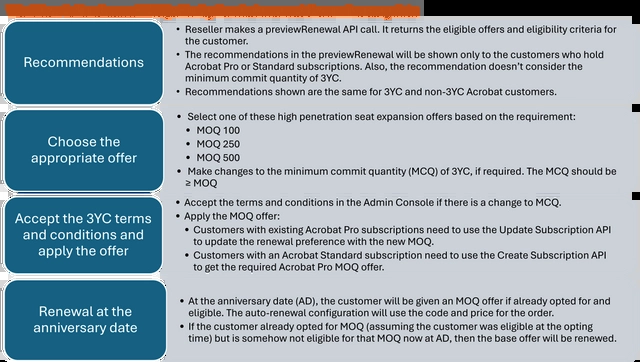 Recommendations
• Reseller makes a previewRenewal API call. It returns the eligible offers and eligibility criteria for
the customer.
• The recommendations in the previewRenewal will be shown only to the customers who hold
Acrobat Pro or Standard subscriptions. Also, the recommendation doesn't consider the
minimum commit quantity of 3YC.
• Recommendations shown are the same for 3YC and non-3YC Acrobat customers.
Choose the
appropriate offer
• Select one of these high penetration seat expansion offers based on the requirement:
• MOQ 100
• MOQ 250
• MOQ 500
• Make changes to the minimum commit quantity (MCQ) of 3YC, if required. The MCQ should be
≥ MOQ
Accept the 3YC terms
and conditions and
apply the offer
• Accept the terms and conditions in the Admin Console if there is a change to MCQ.
• Apply the MOQ offer:
• Customers with existing Acrobat Pro subscriptions need to use the Update Subscription API
to update the renewal preference with the new MOQ.
• Customers with an Acrobat Standard subscription need to use the Create Subscription API
to get the required Acrobat Pro MOQ offer.
Renewal at the
anniversary date
• At the anniversary date (AD), the customer will be given an MOQ offer if already opted for and
eligible. The auto-renewal configuration will use the code and price for the order.
• If the customer already opted for MOQ (assuming the customer was eligible at the opting
time) but is somehow not eligible for that MOQ now at AD, then the base offer will be renewed.